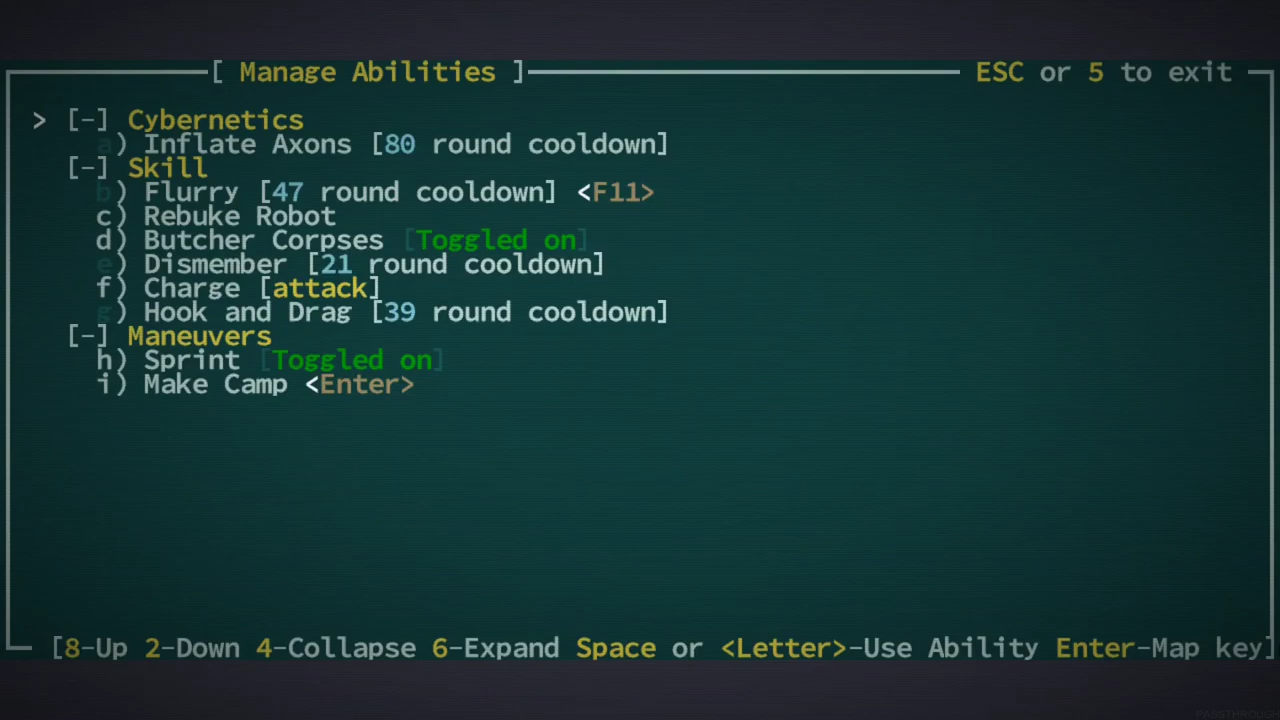 [ Manage Abilities ] ESC or 5 to exit
> [-] Cybernetics
a) Inflate Axons [80 round cooldown]
[-] Skill
b) Flurry [47 round cooldown] <F11>
c) Rebuke Robot
d) Butcher Corpses [Toggled on]
e) Dismember [21 round cooldown]
f) Charge [attack]
g) Hook and Drag [39 round cooldown]
[-] Maneuvers
h) Sprint [Toggled on]
i) Make Camp <Enter>
[8-Up 2-Down 4-Collapse 6-Expand Space or <Letter>-Use Ability Enter-Map key]